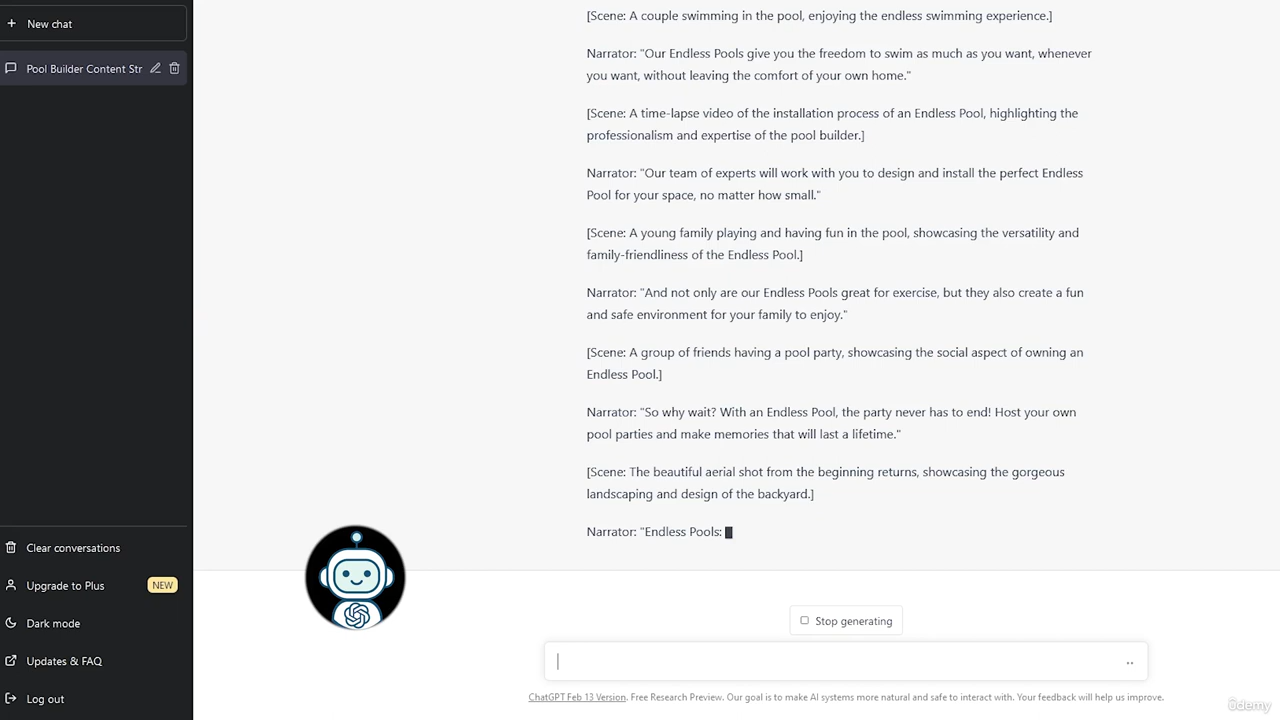 + New chat
Pool Builder Content Str
[Scene: A couple swimming in the pool, enjoying the endless swimming experience.]
Narrator: "Our Endless Pools give you the freedom to swim as much as you want, whenever
you want, without leaving the comfort of your own home."
[Scene: A time-lapse video of the installation process of an Endless Pool, highlighting the
professionalism and expertise of the pool builder.]
Narrator: "Our team of experts will work with you to design and install the perfect Endless
Pool for your space, no matter how small."
[Scene: A young family playing and having fun in the pool, showcasing the versatility and
family-friendliness of the Endless Pool.]
Narrator: "And not only are our Endless Pools great for exercise, but they also create a fun
and safe environment for your family to enjoy."
[Scene: A group of friends having a pool party, showcasing the social aspect of owning an
Endless Pool.]
Narrator: "So why wait? With an Endless Pool, the party never has to end! Host your own
pool parties and make memories that will last a lifetime."
[Scene: The beautiful aerial shot from the beginning returns, showcasing the gorgeous
landscaping and design of the backyard.]
Narrator: "Endless Pools:
Clear conversations
Upgrade to Plus NEW
Dark mode
Updates & FAQ
Log out
Stop generating
ChatGPT Feb 13 Version. Free Research Preview. Our goal is to make AI systems more natural and safe to interact with. Your feedback will help us improve.
ûdemy